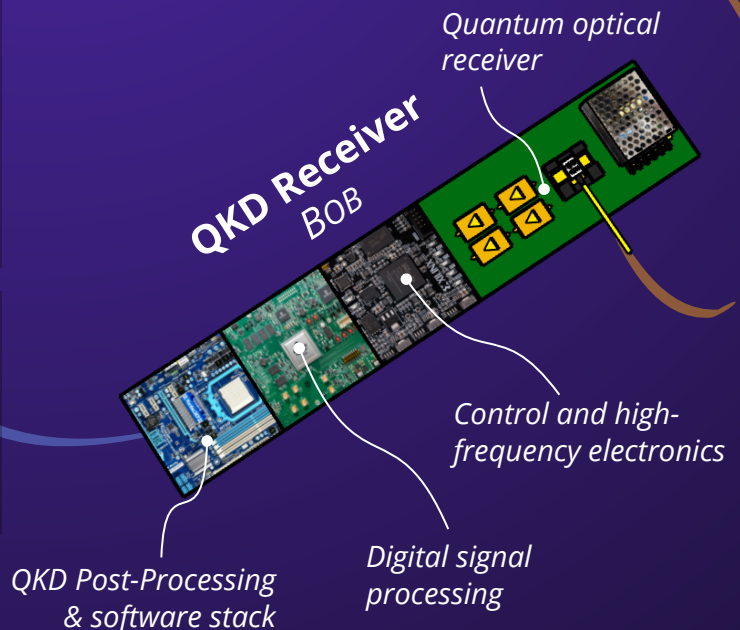 Quantum optical
receiver
QKD Receiver
BOB
Control and high-
frequency electronics
Digital signal
processing
QKD Post-Processing
& software stack